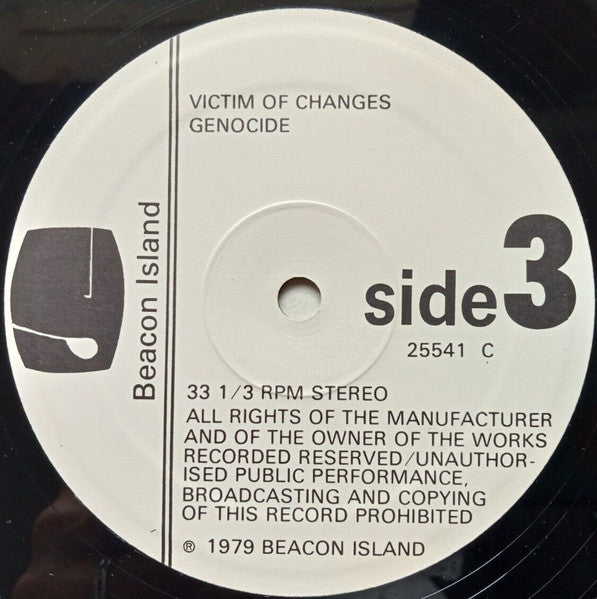 VICTIM OF CHANGES
GENOCIDE
Beacon Island
side 3
25541 C
33 1/3 RPM STEREO
ALL RIGHTS OF THE MANUFACTURER
AND OF THE OWNER OF THE WORKS
RECORDED RESERVED/UNAUTHOR-
ISED PUBLIC PERFORMANCE,
BROADCASTING AND COPYING
OF THIS RECORD PROHIBITED
℗ 1979 BEACON ISLAND